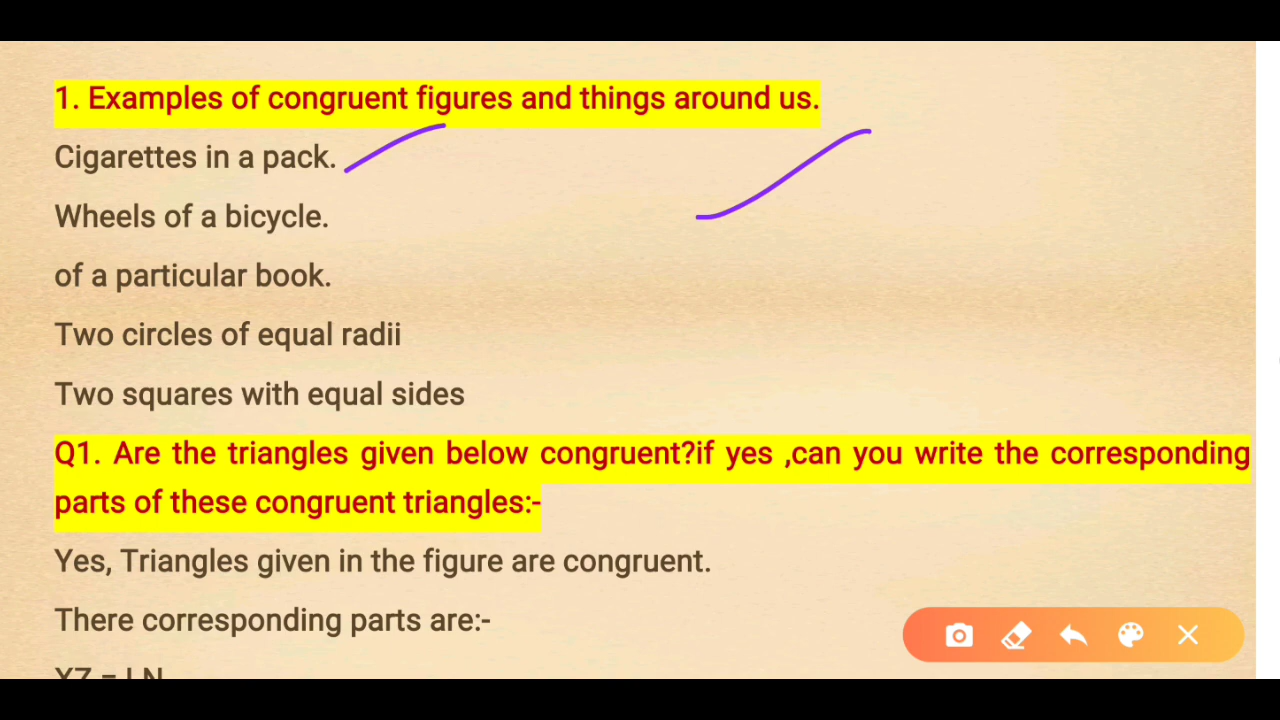 1. Examples of congruent figures and things around us.
Cigarettes in a pack.
Wheels of a bicycle.
of a particular book.
Two circles of equal radii
Two squares with equal sides
Q1. Are the triangles given below congruent?if yes ,can you write the corresponding
parts of these congruent triangles:-
Yes, Triangles given in the figure are congruent.
There corresponding parts are:-
XZ = LN